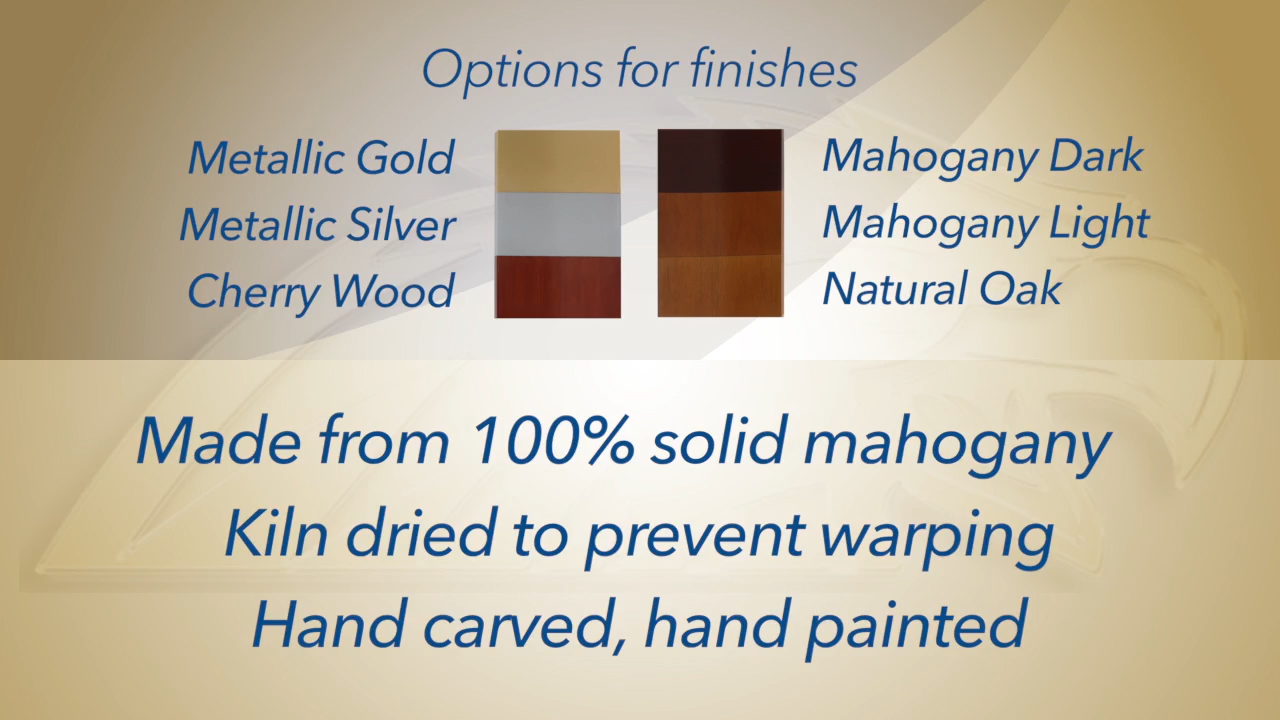 Options for finishes
Metallic Gold
Metallic Silver
Cherry Wood
Mahogany Dark
Mahogany Light
Natural Oak
Made from 100% solid mahogany
Kiln dried to prevent warping
Hand carved, hand painted